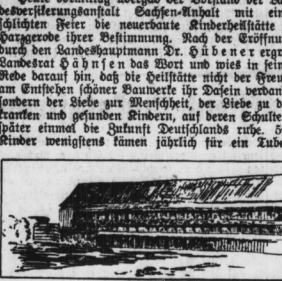 desversicherungsanstalt Sachsen-Anhalt mit ein
schlichten Feier die neuerbaute Kinderheilstätte
Harzgerode ihrer Bestimmung. Nach der Eröffnu
durch den Landeshauptmann Dr. Hübener ergr
Landesrat Hähnsen das Wort und wies in sein
Rede darauf hin, daß die Heilstätte nicht der Freu
am Entstehen schöner Bauwerke ihr Dasein verdan
sondern der Liebe zur Menschheit, der Liebe zu d
kranken und gesunden Kindern, auf deren Schulte
später einmal die Zukunft Deutschlands ruhe. 5
Kinder wenigstens kämen jährlich für ein Tube